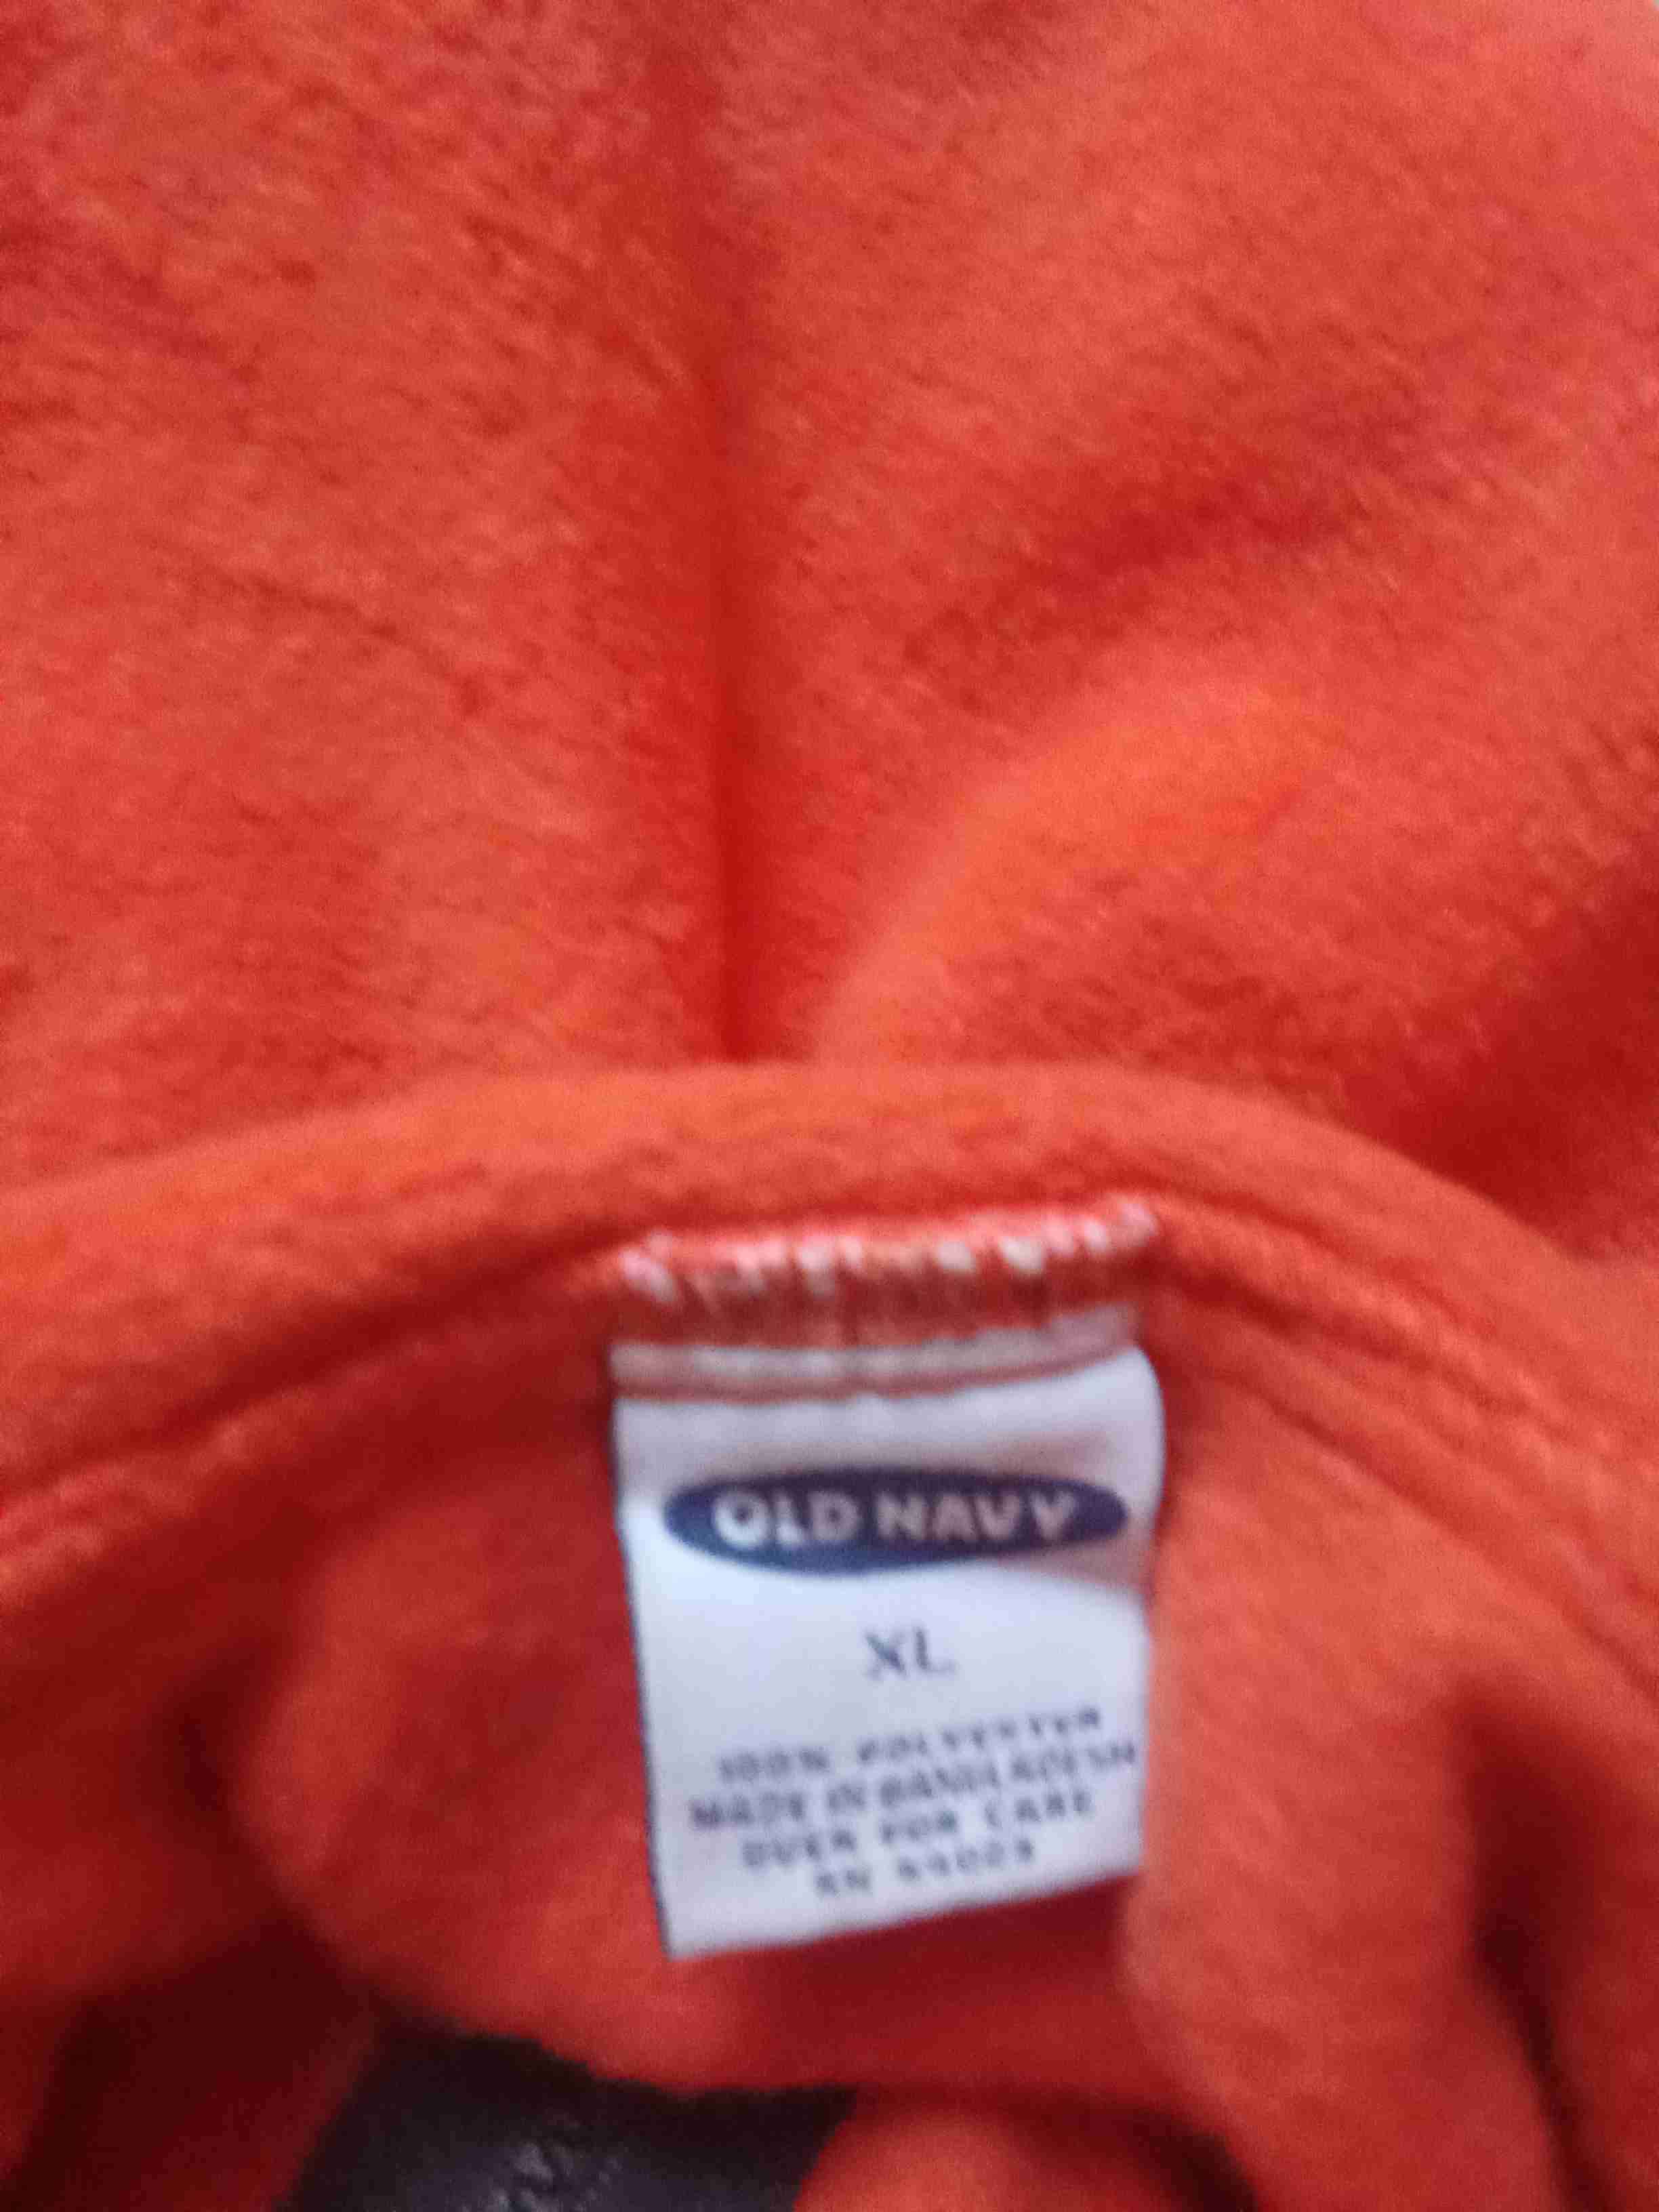 OLD NAVY
XL
100% POLYESTER
MADE IN BANGLADESH
OVER FOR CARE
RN